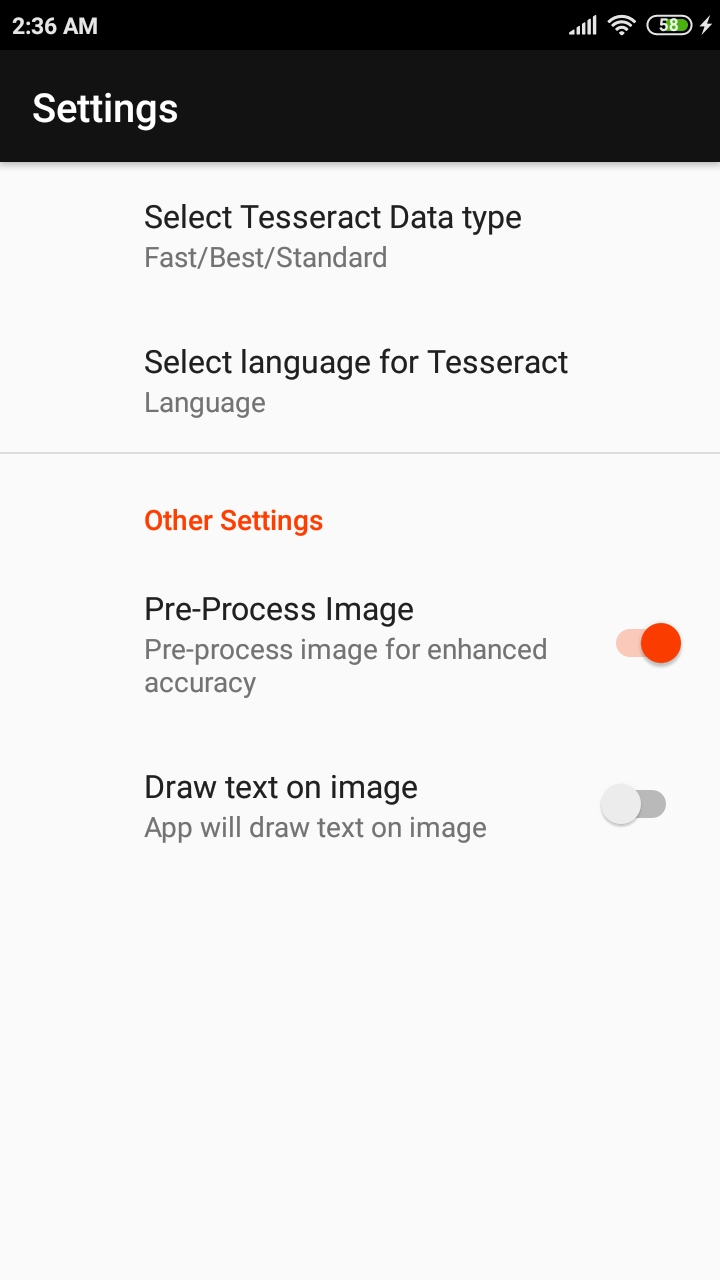 2:36 AM
58
Settings
Select Tesseract Data type
Fast/Best/Standard
Select language for Tesseract
Language
Other Settings
Pre-Process Image
Pre-process image for enhanced
accuracy
Draw text on image
App will draw text on image